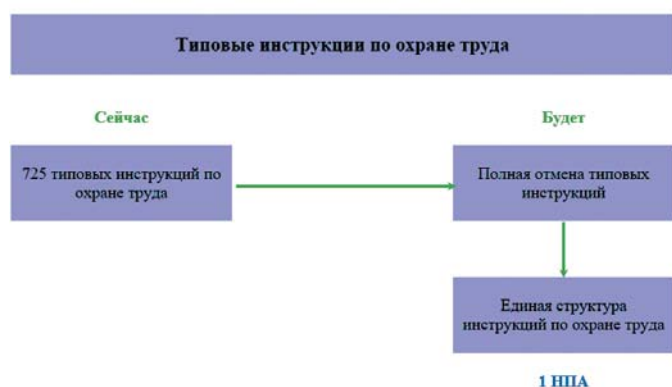 Типовые инструкции по охране труда
Сейчас
Будет
725 типовых инструкций по
охране труда
Полная отмена типовых
инструкций
Единая структура
инструкций по охране труда
1 НПА